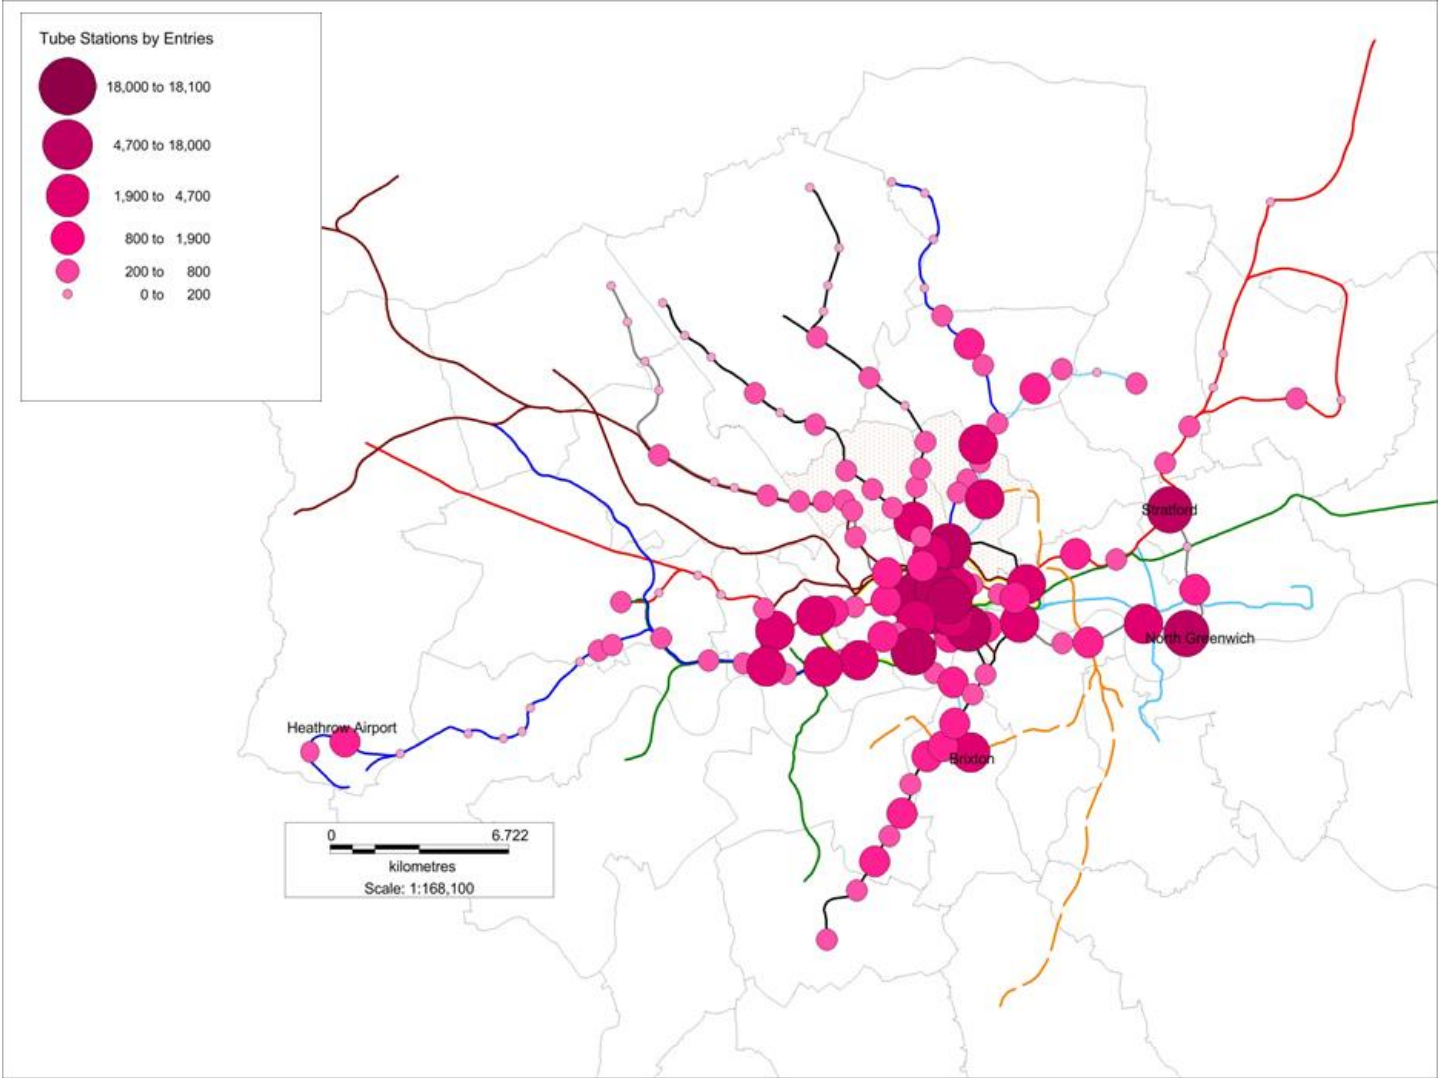 Tube Stations by Entries
18,000 to 18,100
4,700 to 18,000
1,900 to 4,700
800 to 1,900
200 to 800
0 to 200
Stratford
North Greenwich
Heathrow Airport
Brixton
0 6.722
kilometres
Scale: 1:168,100